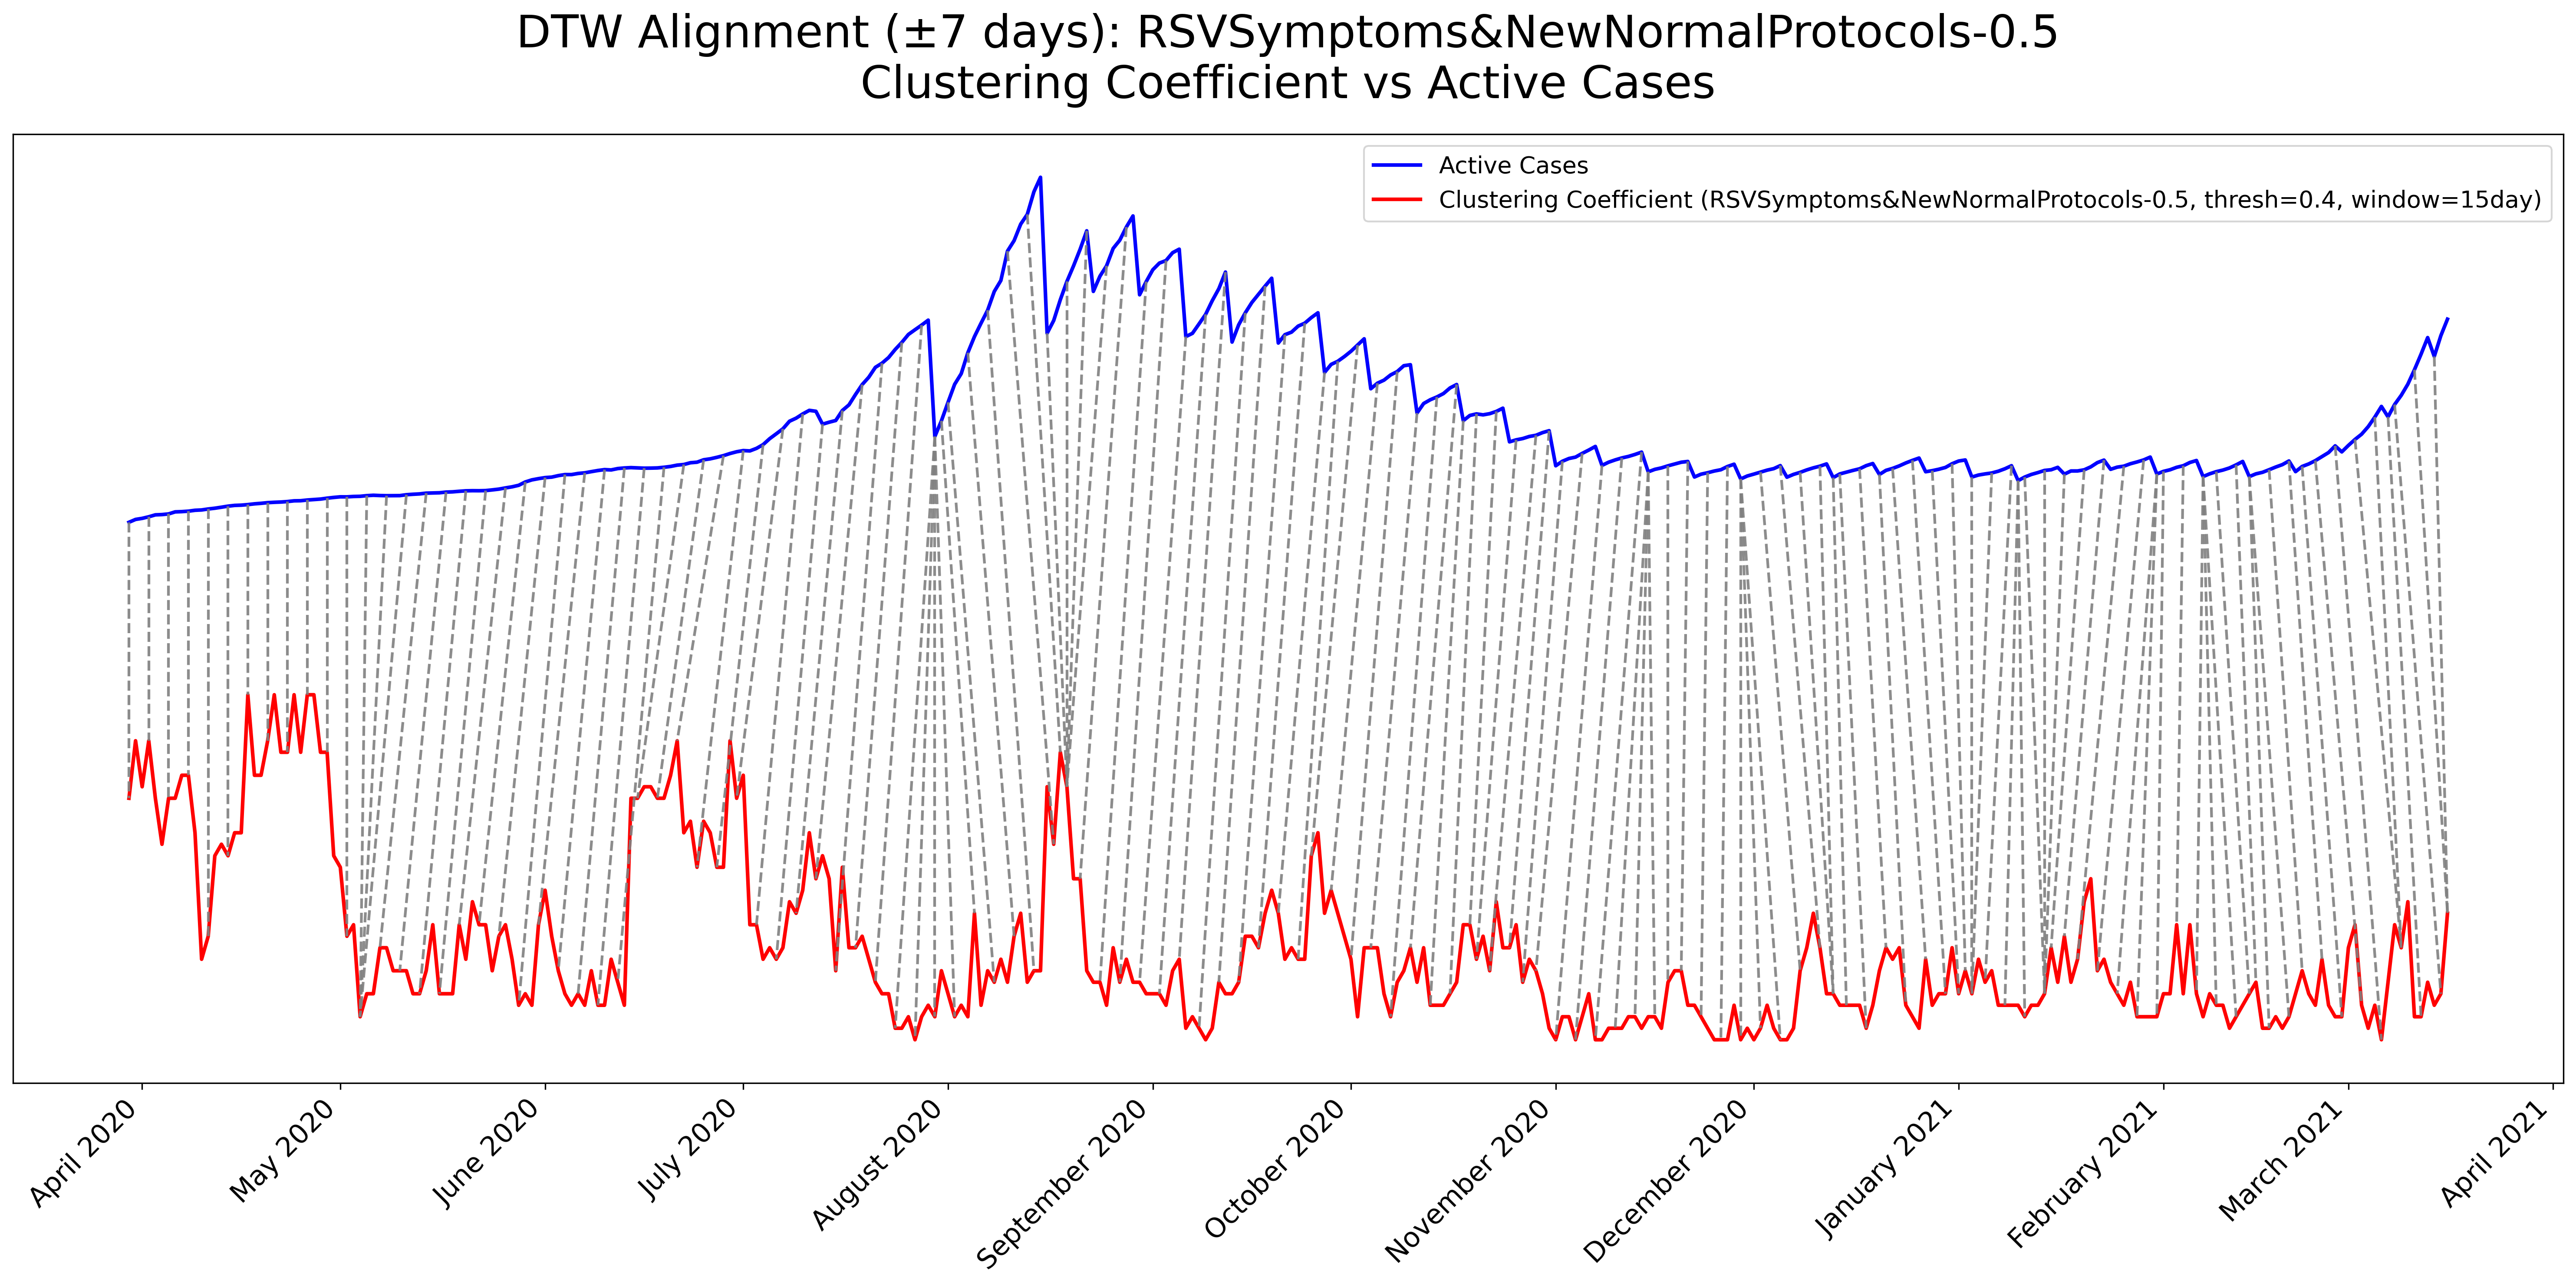 DTW Alignment (±7 days): RSVSymptoms&NewNormalProtocols-0.5
Clustering Coefficient vs Active Cases
Active Cases
Clustering Coefficient (RSVSymptoms&NewNormalProtocols-0.5, thresh=0.4, window=15day)
April 2020
May 2020
June 2020
July 2020
August 2020
September 2020
October 2020
November 2020
December 2020
January 2021
February 2021
March 2021
April 2021